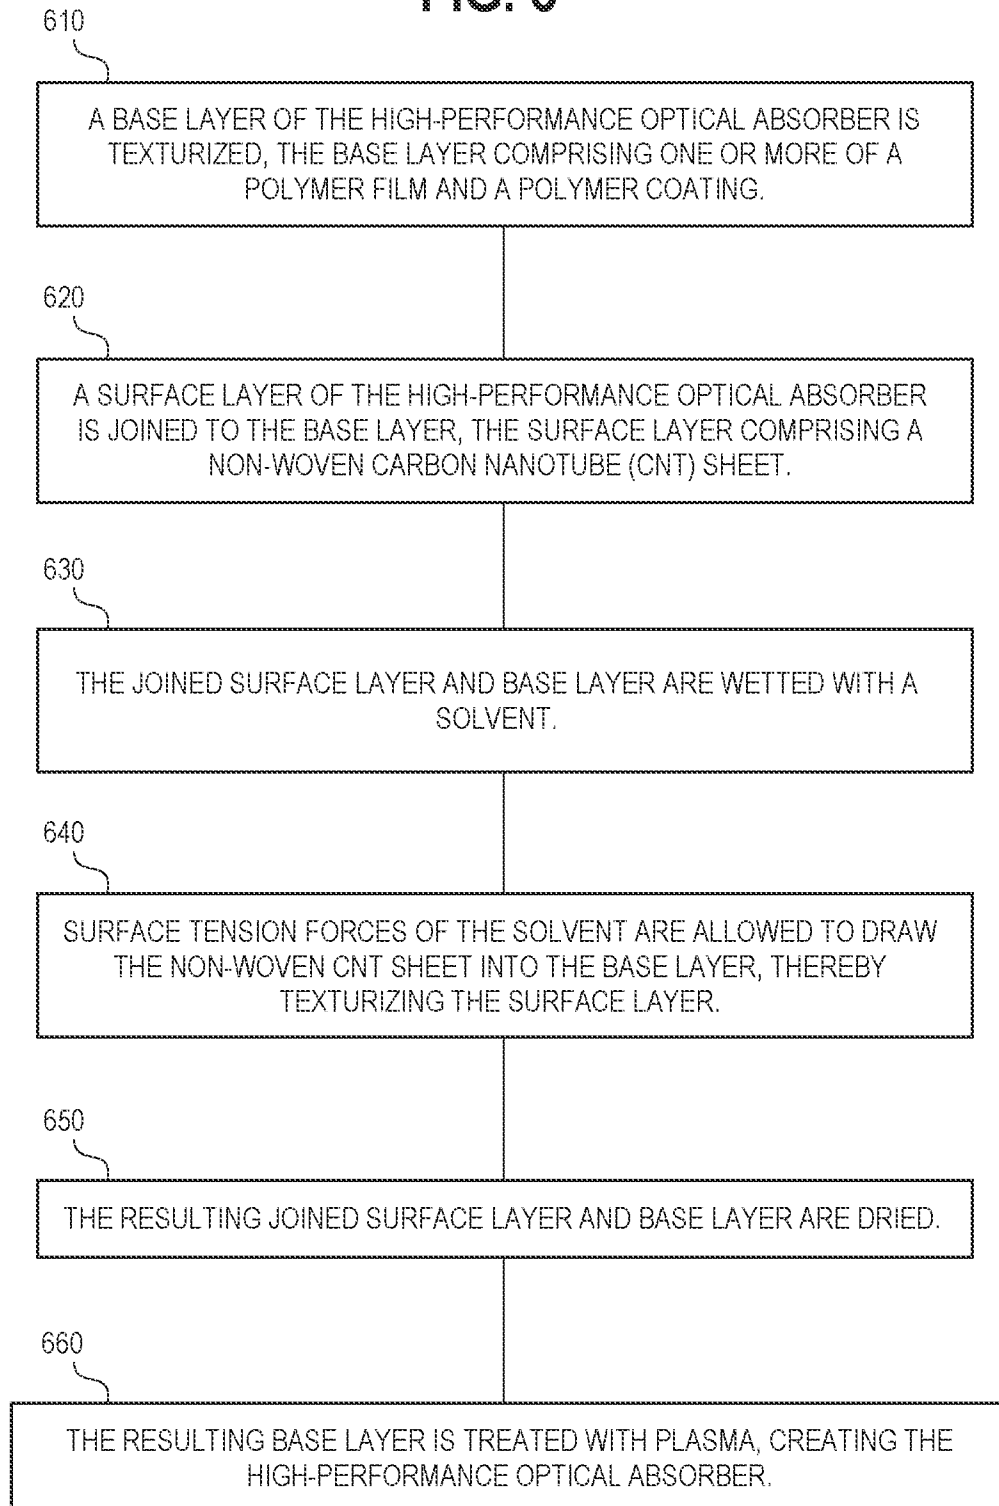 FIG. 6
610
A BASE LAYER OF THE HIGH-PERFORMANCE OPTICAL ABSORBER IS
TEXTURIZED, THE BASE LAYER COMPRISING ONE OR MORE OF A
POLYMER FILM AND A POLYMER COATING.
620
A SURFACE LAYER OF THE HIGH-PERFORMANCE OPTICAL ABSORBER
IS JOINED TO THE BASE LAYER, THE SURFACE LAYER COMPRISING A
NON-WOVEN CARBON NANOTUBE (CNT) SHEET.
630
THE JOINED SURFACE LAYER AND BASE LAYER ARE WETTED WITH A
SOLVENT.
640
SURFACE TENSION FORCES OF THE SOLVENT ARE ALLOWED TO DRAW
THE NON-WOVEN CNT SHEET INTO THE BASE LAYER, THEREBY
TEXTURIZING THE SURFACE LAYER.
650
THE RESULTING JOINED SURFACE LAYER AND BASE LAYER ARE DRIED.
660
THE RESULTING BASE LAYER IS TREATED WITH PLASMA, CREATING THE
HIGH-PERFORMANCE OPTICAL ABSORBER.